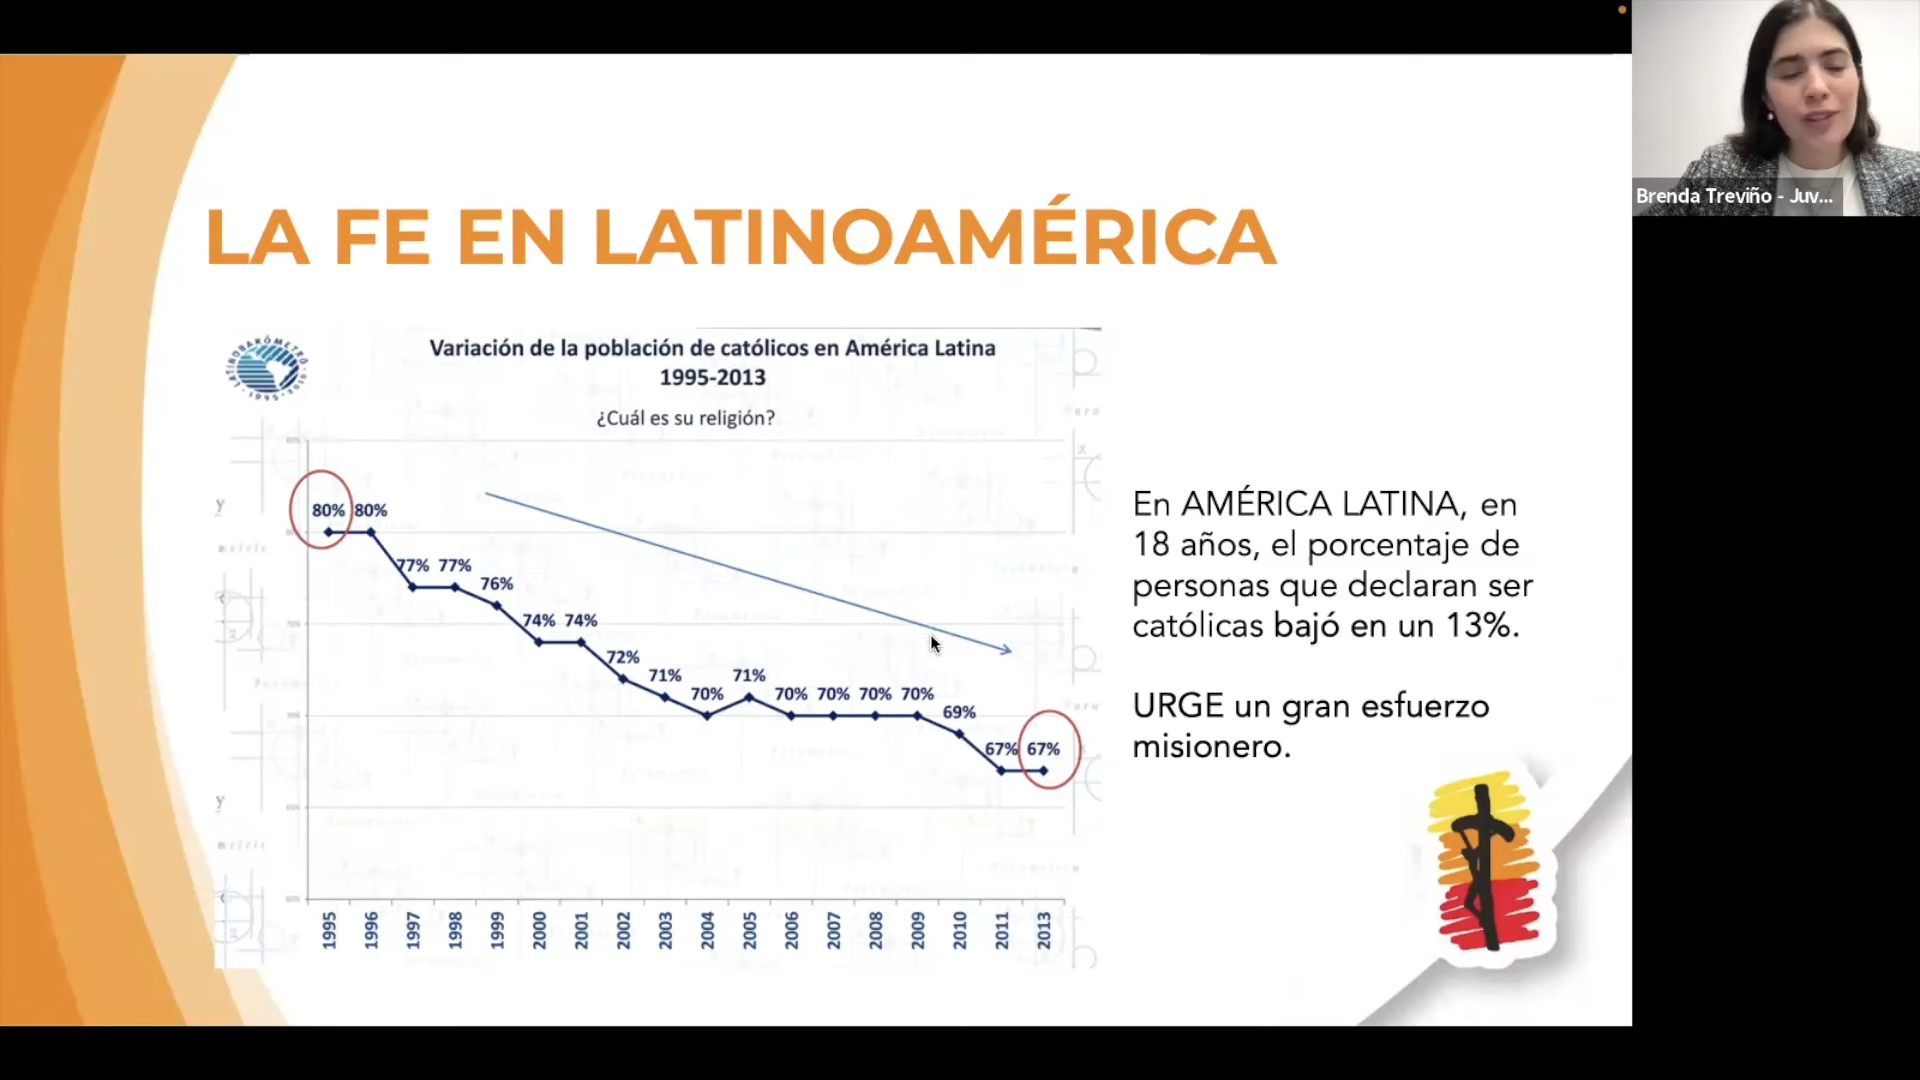 Brenda Treviño - Juv...
LA FE EN LATINOAMÉRICA
LATINOBARÓMETRO
Variación de la población de católicos en América Latina
1995-2013
¿Cuál es su religión?
80% 80%
77% 77%
76%
74% 74%
72%
71%
70%
71%
70% 70% 70% 70%
69%
67% 67%
1995 1996 1997 1998 1999 2000 2001 2002 2003 2004 2005 2006 2007 2008 2009 2010 2011 2013
En AMÉRICA LATINA, en
18 años, el porcentaje de
personas que declaran ser
católicas bajó en un 13%.
URGE un gran esfuerzo
misionero.